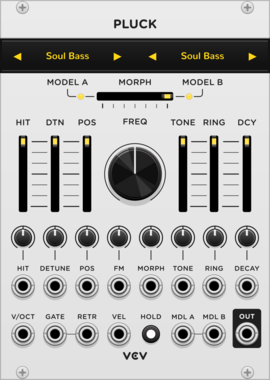 PLUCK
Soul Bass Soul Bass
MODEL A MORPH MODEL B
HIT DTN POS FREQ TONE RING DCY
HIT DETUNE POS FM MORPH TONE RING DECAY
V/OCT GATE RETR VEL HOLD MDL A MDL B OUT
VCV